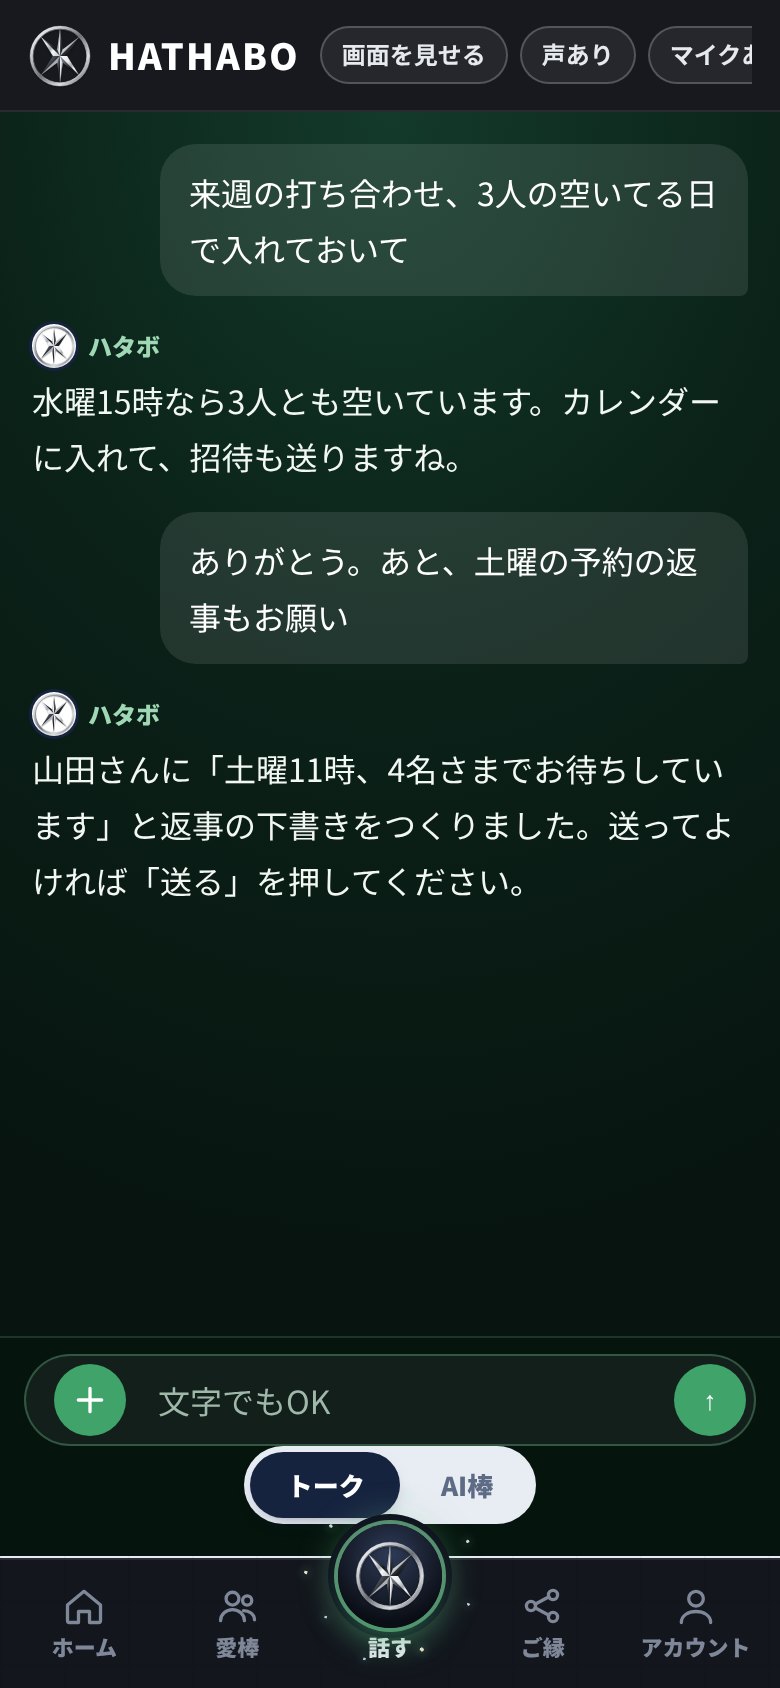 HATHABO
画面を見せる
声あり
マイクあ
来週の打ち合わせ、3人の空いてる日
で入れておいて
ハタボ
水曜15時なら3人とも空いています。カレンダー
に入れて、招待も送りますね。
ありがとう。あと、土曜の予約の返
事もお願い
ハタボ
山田さんに「土曜11時、4名さまでお待ちしてい
ます」と返事の下書きをつくりました。送ってよ
ければ「送る」を押してください。
文字でもOK
↑
トーク
AI棒
ホーム
愛棒
話す
ご縁
アカウント